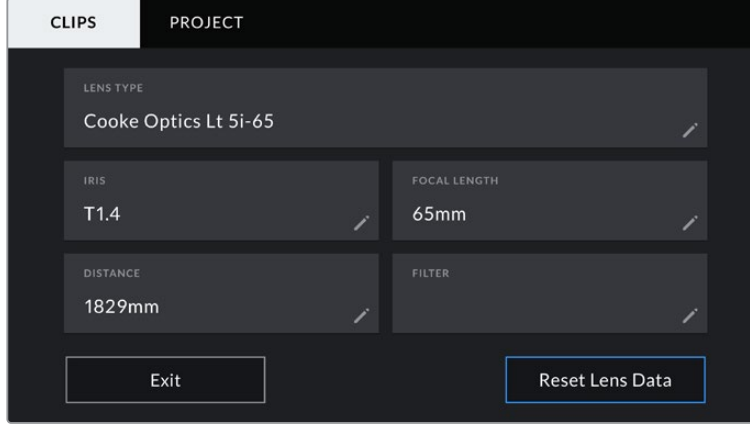 CLIPS PROJECT
LENS TYPE
Cooke Optics Lt 5i-65
IRIS FOCAL LENGTH
T1.4 65mm
DISTANCE FILTER
1829mm
Exit Reset Lens Data